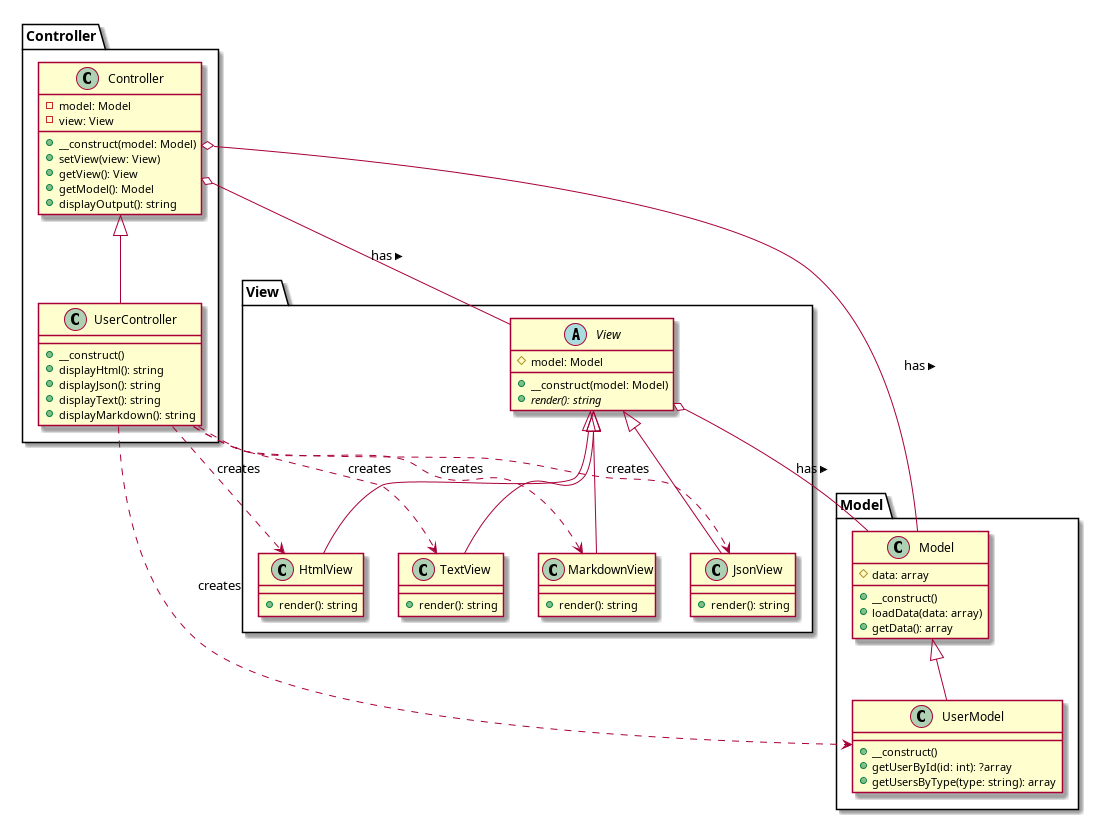 Controller
C Controller
model: Model
view: View
__construct(model: Model)
setView(view: View)
getView(): View
getModel(): Model
displayOutput(): string
has ▶
View
C UserController
__construct()
displayHtml(): string
displayJson(): string
displayText(): string
displayMarkdown(): string
A View
model: Model
__construct(model: Model)
render(): string
has ▶
creates
creates
creates
creates
has ▶
creates
C HtmlView
render(): string
C TextView
render(): string
C MarkdownView
render(): string
C JsonView
render(): string
Model
C Model
data: array
__construct()
loadData(data: array)
getData(): array
C UserModel
__construct()
getUserById(id: int): ?array
getUsersByType(type: string): array